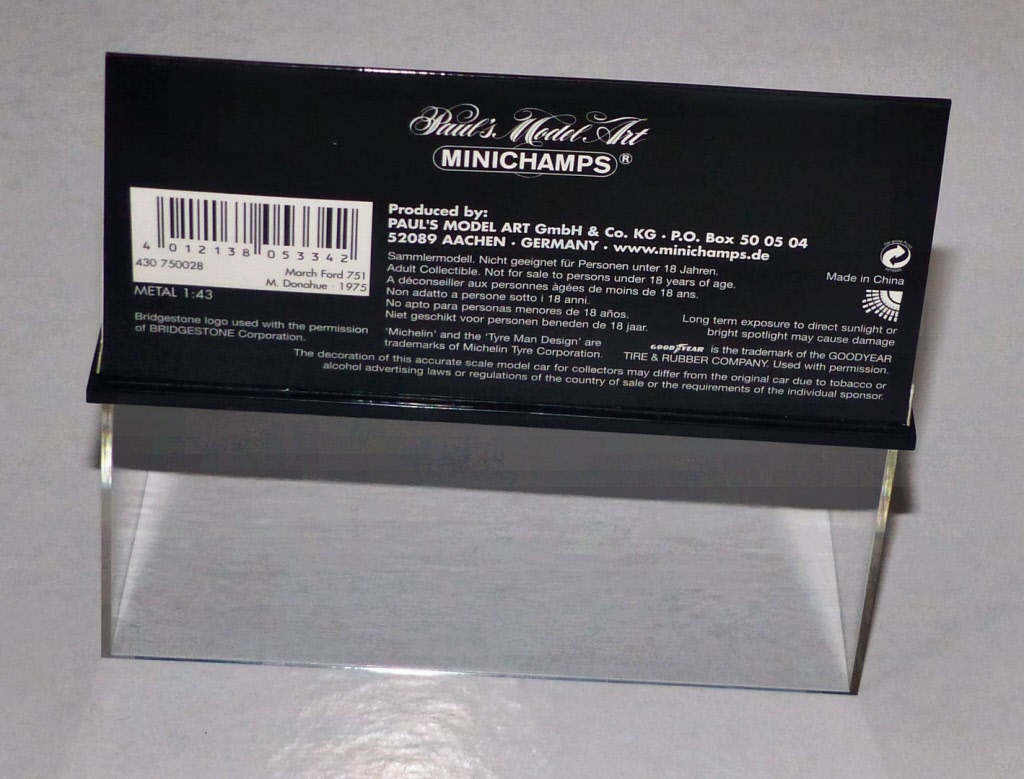 Paul's Model Art
MINICHAMPS®
Produced by:
PAUL'S MODEL ART GmbH & Co. KG · P.O. Box 50 05 04
52089 AACHEN · GERMANY · www.minichamps.de
4 012138 053342
430 750028
March Ford 751
M. Donohue · 1975
METAL 1:43
Bridgestone logo used with the permission
of BRIDGESTONE Corporation.
Sammlermodell. Nicht geeignet für Personen unter 18 Jahren.
Adult Collectible. Not for sale to persons under 18 years of age.
A déconseiller aux personnes àgées de moins de 18 ans.
Non adatto a persone sotto i 18 anni.
No apto para personas menores de 18 años.
Niet geschikt voor personen beneden de 18 jaar.
'Michelin' and the 'Tyre Man Design' are
trademarks of Michelin Tyre Corporation.
Made in China
Long term exposure to direct sunlight or
bright spotlight may cause damage
GOODYEAR is the trademark of the GOODYEAR
TIRE & RUBBER COMPANY. Used with permission.
The decoration of this accurate scale model car for collectors may differ from the original car due to tobacco or
alcohol advertising laws or regulations of the country of sale or the requirements of the individual sponsor.